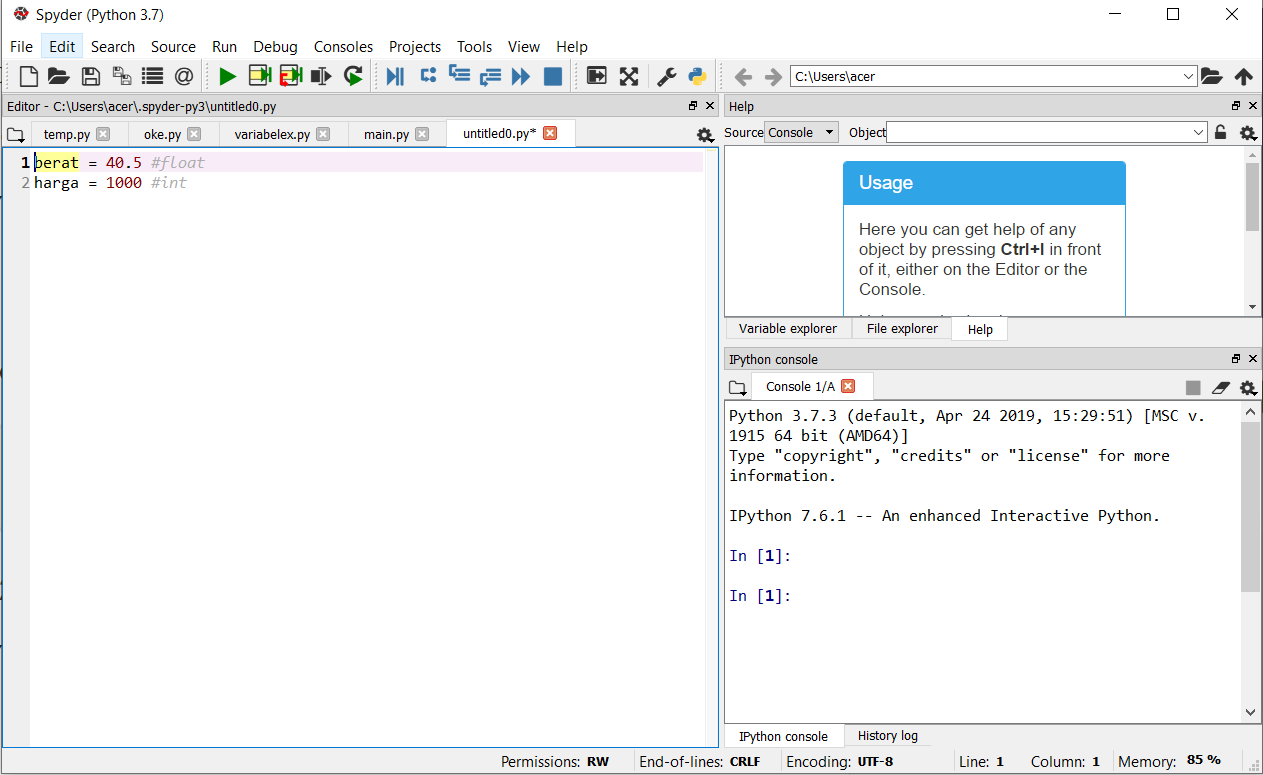 Spyder (Python 3.7)
File Edit Search Source Run Debug Consoles Projects Tools View Help
C:\Users\acer
Editor - C:\Users\acer\.spyder-py3\untitled0.py
temp.py oke.py variabelex.py main.py untitled0.py*
1 berat = 40.5 #float
2 harga = 1000 #int
Help
Source Console Object
Usage
Here you can get help of any
object by pressing Ctrl+I in front
of it, either on the Editor or the
Console.
Variable explorer File explorer Help
IPython console
Console 1/A
Python 3.7.3 (default, Apr 24 2019, 15:29:51) [MSC v.
1915 64 bit (AMD64)]
Type "copyright", "credits" or "license" for more
information.
IPython 7.6.1 -- An enhanced Interactive Python.
In [1]:
In [1]:
IPython console History log
Permissions: RW End-of-lines: CRLF Encoding: UTF-8 Line: 1 Column: 1 Memory: 85 %